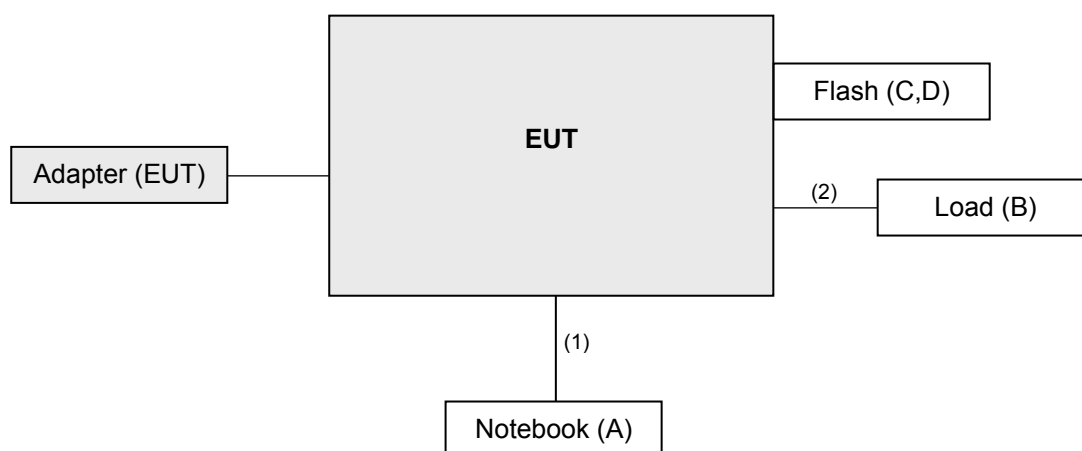 Flash (C,D)
EUT
Adapter (EUT)
(2)
Load (B)
(1)
Notebook (A)